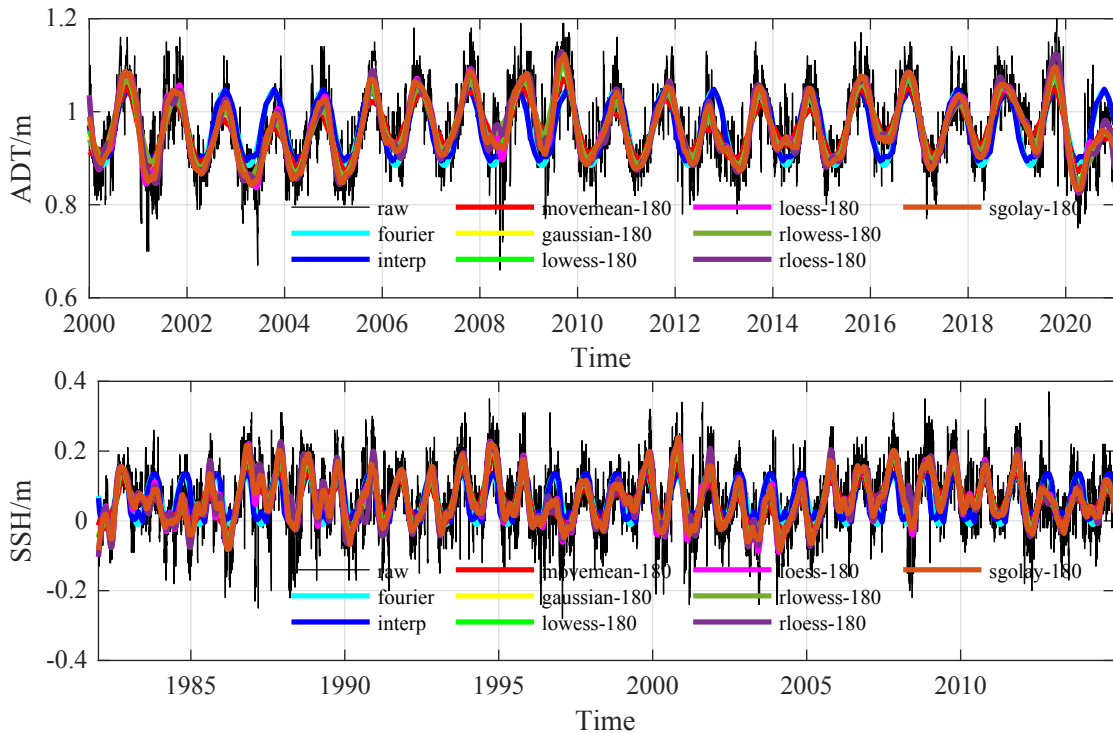 1.2
1
0.8
0.6
ADT/m
raw movemean-180 loess-180 sgolay-180
fourier gaussian-180 rlowess-180
interp lowess-180 rloess-180
2000 2002 2004 2006 2008 2010 2012 2014 2016 2018 2020
Time
0.4
0.2
0
-0.2
-0.4
SSH/m
raw movemean-180 loess-180 sgolay-180
fourier gaussian-180 rlowess-180
interp lowess-180 rloess-180
1985 1990 1995 2000 2005 2010
Time